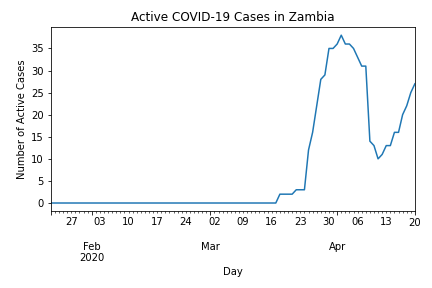 Active COVID-19 Cases in Zambia
Number of Active Cases
35
30
25
20
15
10
5
0
27 03 10 17 24 02 09 16 23 30 06 13 20
Feb Mar Apr
2020
Day